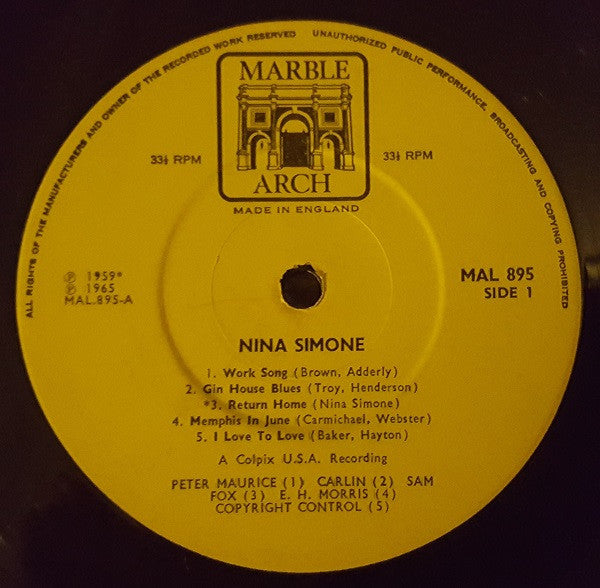 ALL RIGHTS OF THE MANUFACTURERS AND OWNER OF THE RECORDED WORK RESERVED UNAUTHORIZED PUBLIC PERFORMANCE, BROADCASTING AND COPYING PROHIBITED
MARBLE
ARCH
33⅓ RPM 33⅓ RPM
MADE IN ENGLAND
℗ 1959*
℗ 1965
MAL.895-A
MAL 895
SIDE 1
NINA SIMONE
1. Work Song (Brown, Adderly)
2. Gin House Blues (Troy, Henderson)
*3. Return Home (Nina Simone)
4. Memphis In June (Carmichael, Webster)
5. I Love To Love (Baker, Hayton)
A Colpix U.S.A. Recording
PETER MAURICE (1) CARLIN (2) SAM
FOX (3) E. H. MORRIS (4)
COPYRIGHT CONTROL (5)